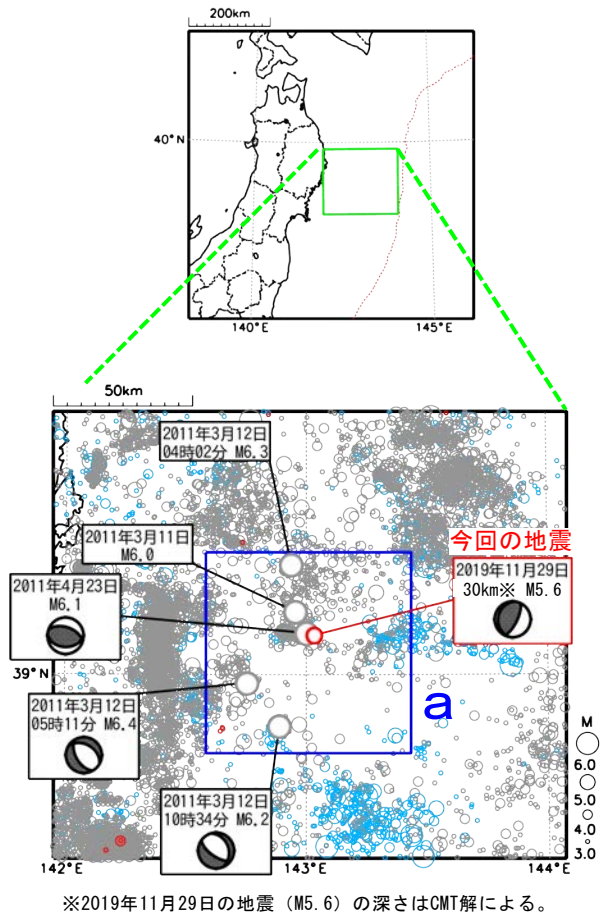 200km
40°N
140°E
145°E
50km
2011年3月12日
04時02分 M6.3
2011年3月11日
M6.0
今回の地震
2019年11月29日
30km※ M5.6
2011年4月23日
M6.1
39°N
a
2011年3月12日
05時11分 M6.4
2011年3月12日
10時34分 M6.2
M
6.0
5.0
4.0
3.0
142°E
143°E
144°E
※2019年11月29日の地震（M5.6）の深さはCMT解による。